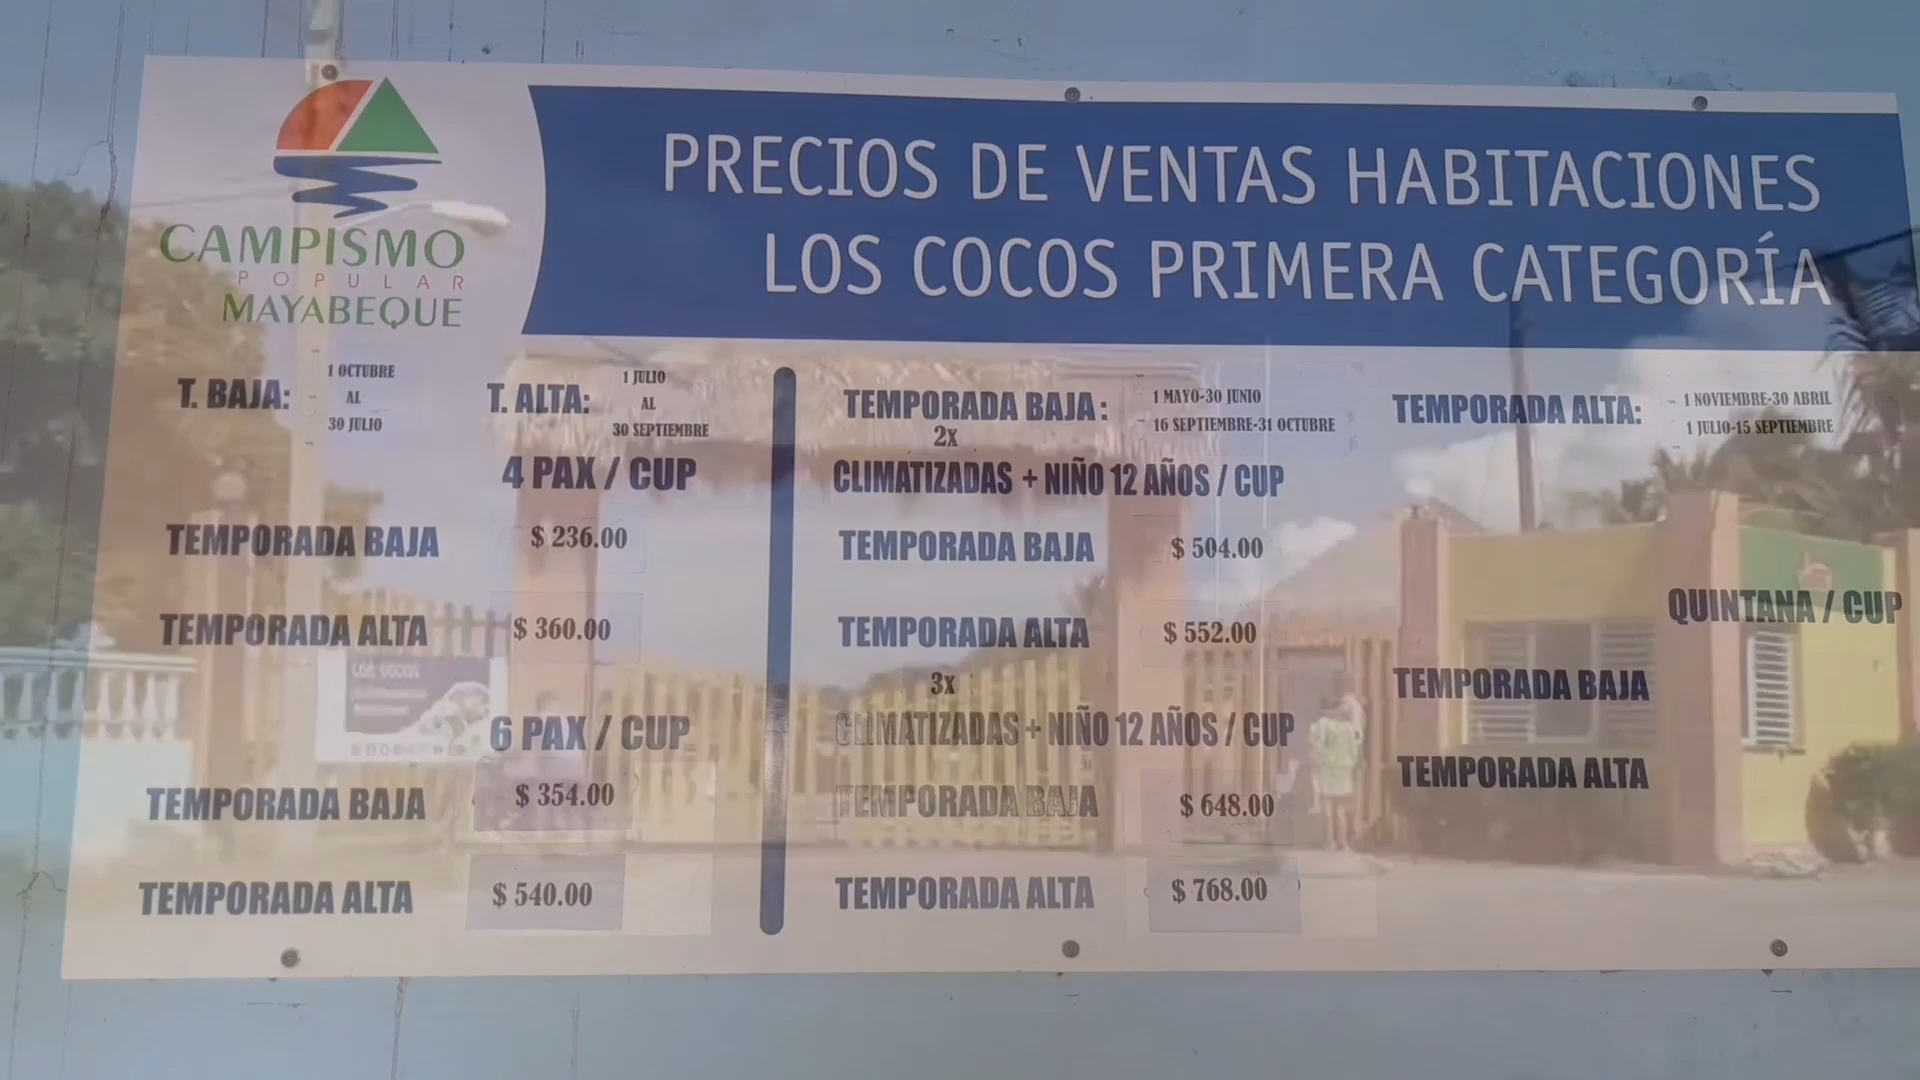 CAMPISMO
POPULAR
MAYABEQUE
PRECIOS DE VENTAS HABITACIONES
LOS COCOS PRIMERA CATEGORÍA
T. BAJA:
1 OCTUBRE
AL
30 JULIO
T. ALTA:
1 JULIO
AL
30 SEPTIEMBRE
4 PAX / CUP
TEMPORADA BAJA $ 236.00
TEMPORADA ALTA $ 360.00
LOS COCOS
6 PAX / CUP
TEMPORADA BAJA $ 354.00
TEMPORADA ALTA $ 540.00
TEMPORADA BAJA:
1 MAYO-30 JUNIO
16 SEPTIEMBRE-31 OCTUBRE
2x
CLIMATIZADAS + NIÑO 12 AÑOS / CUP
TEMPORADA BAJA $ 504.00
TEMPORADA ALTA $ 552.00
3x
CLIMATIZADAS + NIÑO 12 AÑOS / CUP
TEMPORADA BAJA $ 648.00
TEMPORADA ALTA $ 768.00
TEMPORADA ALTA:
- 1 NOVIEMBRE-30 ABRIL
1 JULIO-15 SEPTIEMBRE
QUINTANA / CUP
TEMPORADA BAJA
TEMPORADA ALTA